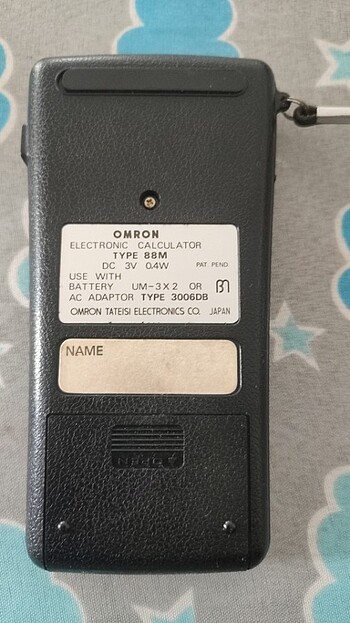 OMRON
ELECTRONIC CALCULATOR
TYPE 88M
DC 3V 0.4W PAT. PEND.
USE WITH
BATTERY UM-3 X 2 OR
AC ADAPTOR TYPE 3006DB
OMRON TATEISI ELECTRONICS CO. JAPAN
NAME